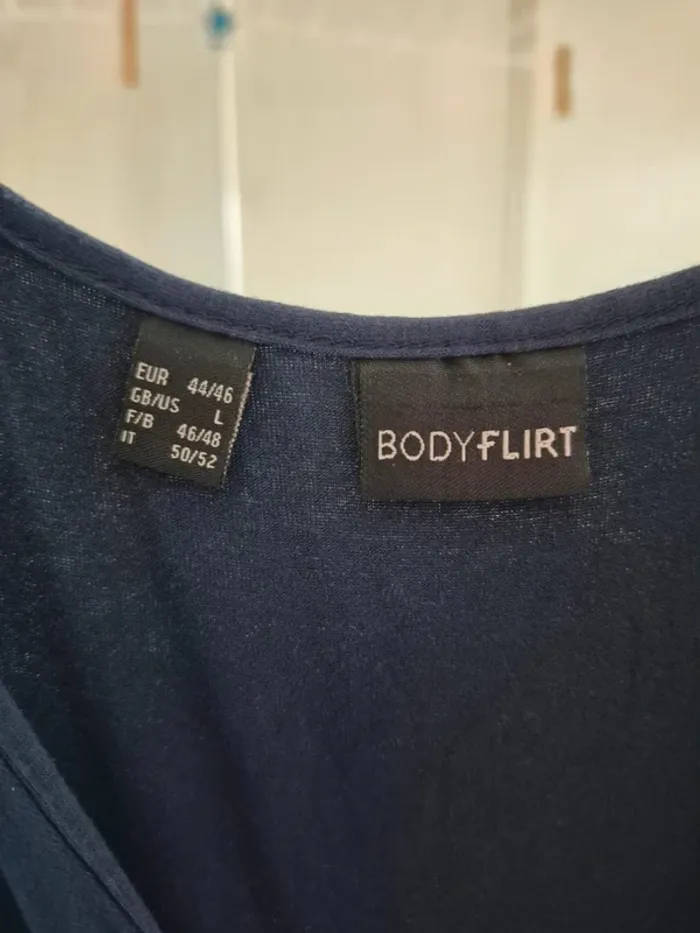 EUR 44/46
GB/US L
F/B 46/48
IT 50/52
BODYFLIRT